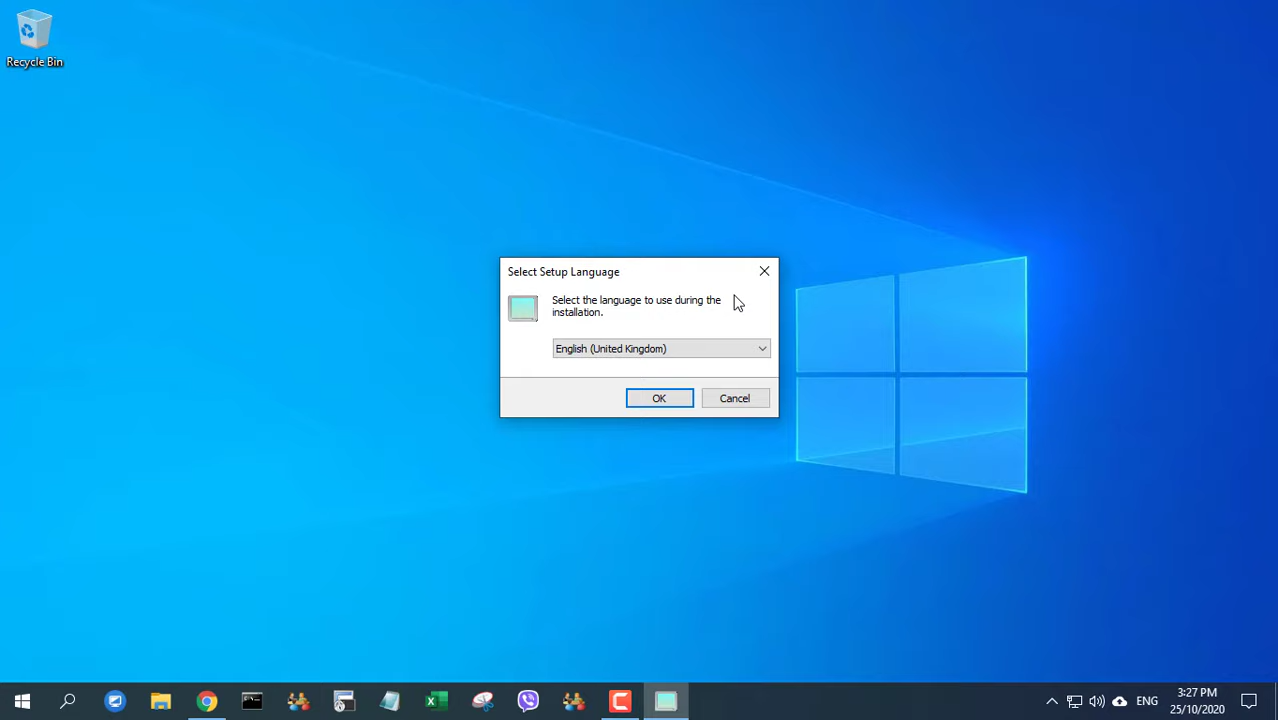 Recycle Bin
Select Setup Language
Select the language to use during the
installation.
English (United Kingdom)
OK
Cancel
ENG
3:27 PM
25/10/2020